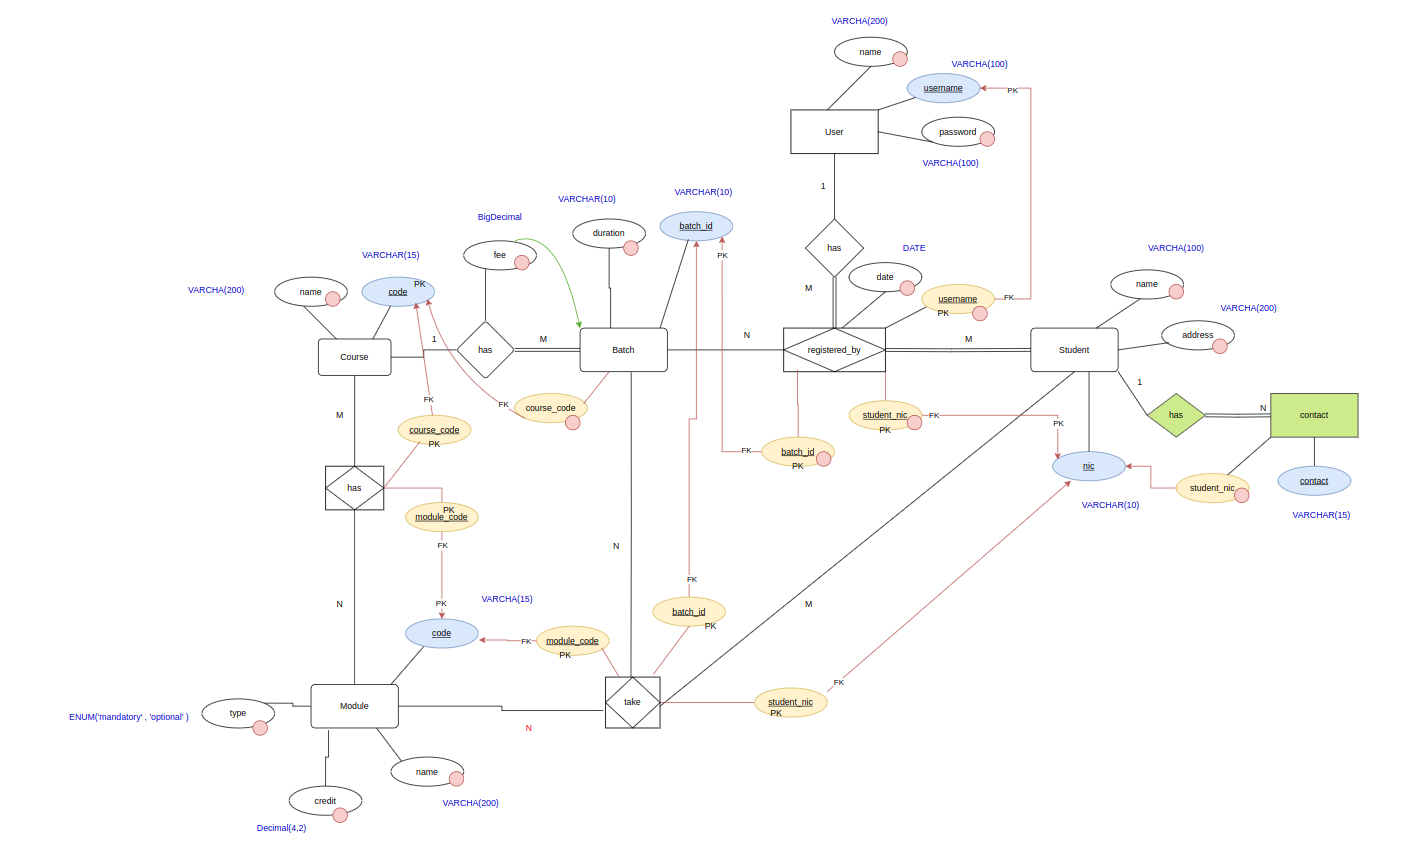 VARCHA(200)
name
VARCHA(100)
username
PK
User
password
VARCHA(100)
1
VARCHAR(10)
VARCHAR(10)
BigDecimal
duration
batch_id
fee
PK
has
DATE
VARCHA(100)
VARCHAR(15)
date
name
VARCHA(200)
name
code
PK
M
username
FK
PK
VARCHA(200)
address
Course
1
has
M
Batch
N
registered_by
M
Student
1
M
FK
FK
course_code
student_nic
FK
PK
PK
has
N
contact
course_code
PK
FK
batch_id
PK
nic
has
student_nic
contact
VARCHAR(10)
VARCHAR(15)
PK
module_code
FK
N
FK
N
PK
VARCHA(15)
M
batch_id
PK
code
FK
module_code
PK
FK
Module
take
student_nic
PK
type
ENUM('mandatory' , 'optional' )
N
name
credit
VARCHA(200)
Decimal(4,2)